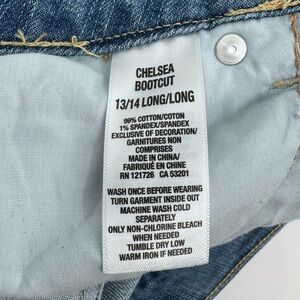 CHELSEA
BOOTCUT
13/14 LONG/LONG
99% COTTON/COTTON
1% SPANDEX/SPANDEX
EXCLUSIVE OF DECORATION/
GARNITURES NON
COMPRISES
MADE IN CHINA/
FABRIQUÉ EN CHINE
RN 121726 CA 53201
WASH ONCE BEFORE WEARING
TURN GARMENT INSIDE OUT
MACHINE WASH COLD
SEPARATELY
ONLY NON-CHLORINE BLEACH
WHEN NEEDED
TUMBLE DRY LOW
WARM IRON IF NEEDED